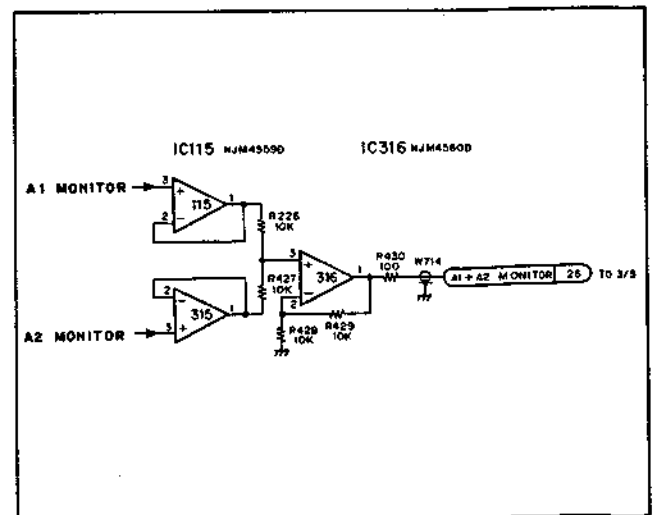 IC115 NJM4559D IC316 NJM4560D
A1 MONITOR
3
+
2
−
115
1
R226
10K
R427
10K
2
−
3
+
315
1
A2 MONITOR
3
+
2
−
316
1
R428
10K
R429
10K
R430
100
W714
A1 + A2 MONITOR 26 TO 3/5